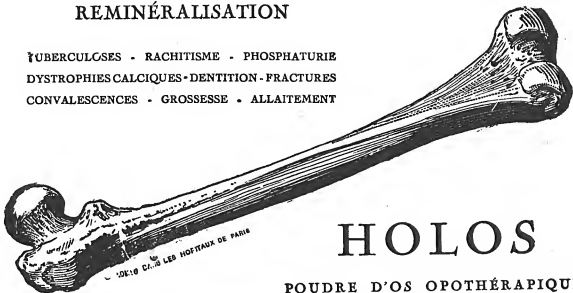 REMINÉRALISATION
TUBERCULOSES - RACHITISME - PHOSPHATURIE
DYSTROPHIES CALCIQUES - DENTITION - FRACTURES
CONVALESCENCES - GROSSESSE - ALLAITEMENT
DANS LES HOPITAUX DE PARIS
HOLOS
POUDRE D'OS OPOTHÉRAPIQU